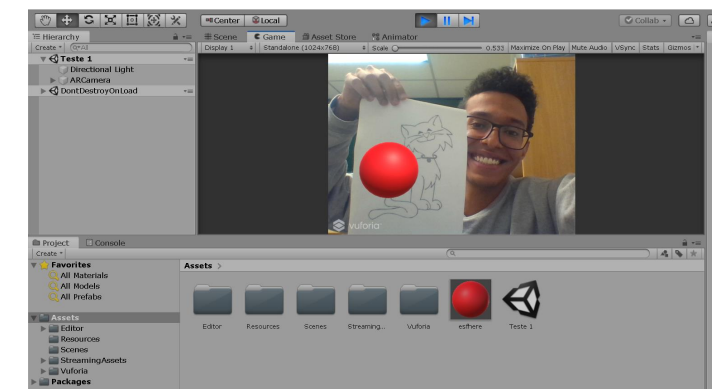 Center Local
Collab
Hierarchy
Create
All
Teste 1
Directional Light
ARCamera
DontDestroyOnLoad
Scene Game Asset Store Animator
Display 1 Standalone (1024x768) Scale 0.533 Maximize On Play Mute Audio VSync Stats Gizmos
vuforia
Project Console
Create
Favorites
All Materials
All Models
All Prefabs
Assets
Editor
Resources
Scenes
StreamingAssets
Vuforia
Packages
Assets
Editor Resources Scenes Streaming... Vuforia esfhere Teste 1